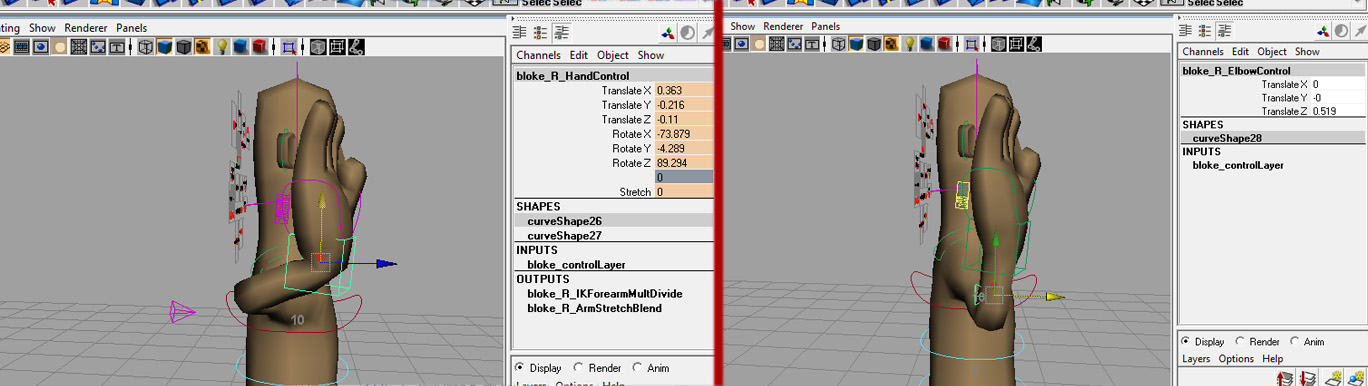 Selec Selec
ting Show Renderer Panels
Channels Edit Object Show
bloke_R_HandControl
Translate X 0.363
Translate Y -0.216
Translate Z -0.11
Rotate X -73.879
Rotate Y -4.289
Rotate Z 89.294
0
Stretch 0
SHAPES
curveShape26
curveShape27
INPUTS
bloke_controlLayer
OUTPUTS
bloke_R_IKForearmMultDivide
bloke_R_ArmStretchBlend
Display Render Anim
Layers Options Help
10
Selec Selec
Show Renderer Panels
Channels Edit Object Show
bloke_R_ElbowControl
Translate X 0
Translate Y -0
Translate Z 0.519
SHAPES
curveShape28
INPUTS
bloke_controlLayer
Display Render Anim
Layers Options Help